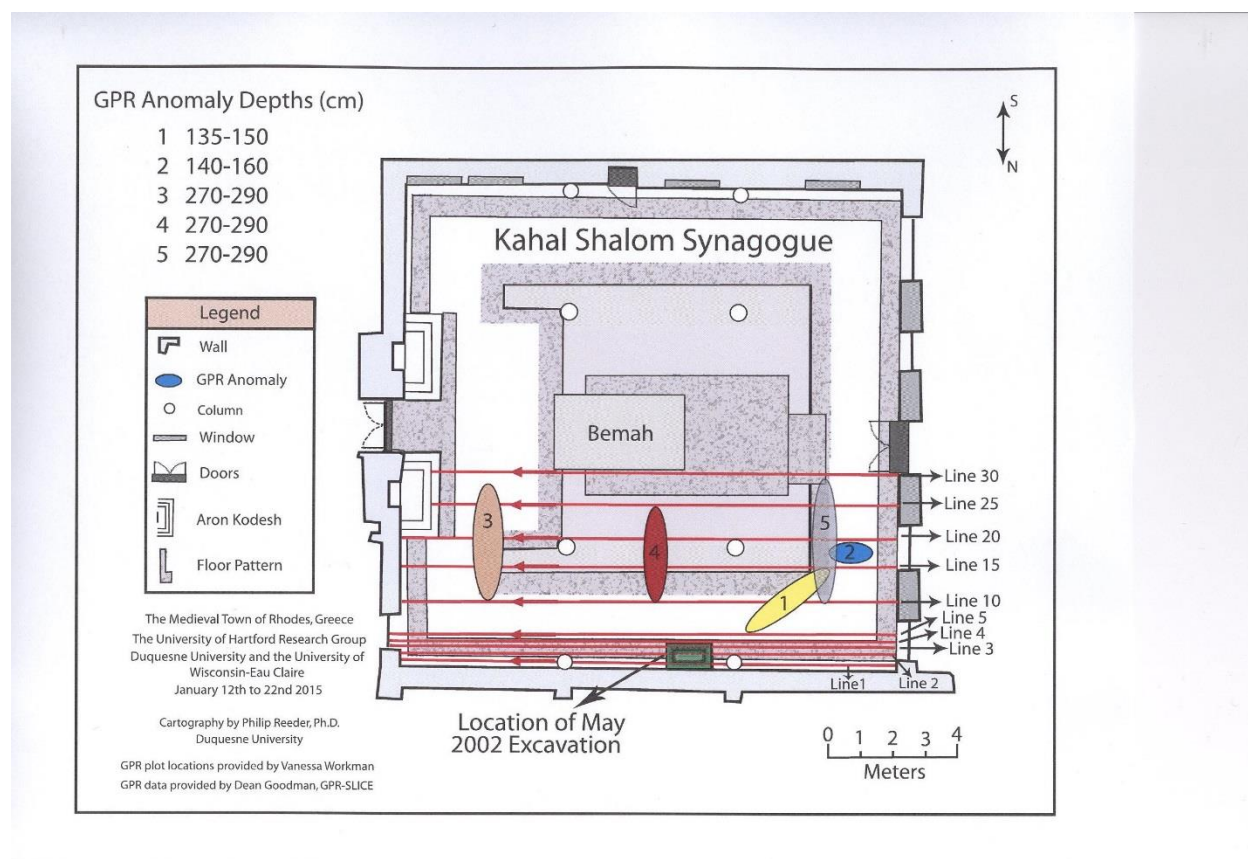 GPR Anomaly Depths (cm)
1 135-150
2 140-160
3 270-290
4 270-290
5 270-290
S
N
Kahal Shalom Synagogue
Legend
Wall
GPR Anomaly
Column
Window
Doors
Aron Kodesh
Floor Pattern
Bemah
3
4
5
2
1
Line 30
Line 25
Line 20
Line 15
Line 10
Line 5
Line 4
Line 3
Line 2
Line1
The Medieval Town of Rhodes, Greece
The University of Hartford Research Group
Duquesne University and the University of
Wisconsin-Eau Claire
January 12th to 22nd 2015
Cartography by Philip Reeder, Ph.D.
Duquesne University
GPR plot locations provided by Vanessa Workman
GPR data provided by Dean Goodman, GPR-SLICE
Location of May
2002 Excavation
0 1 2 3 4
Meters